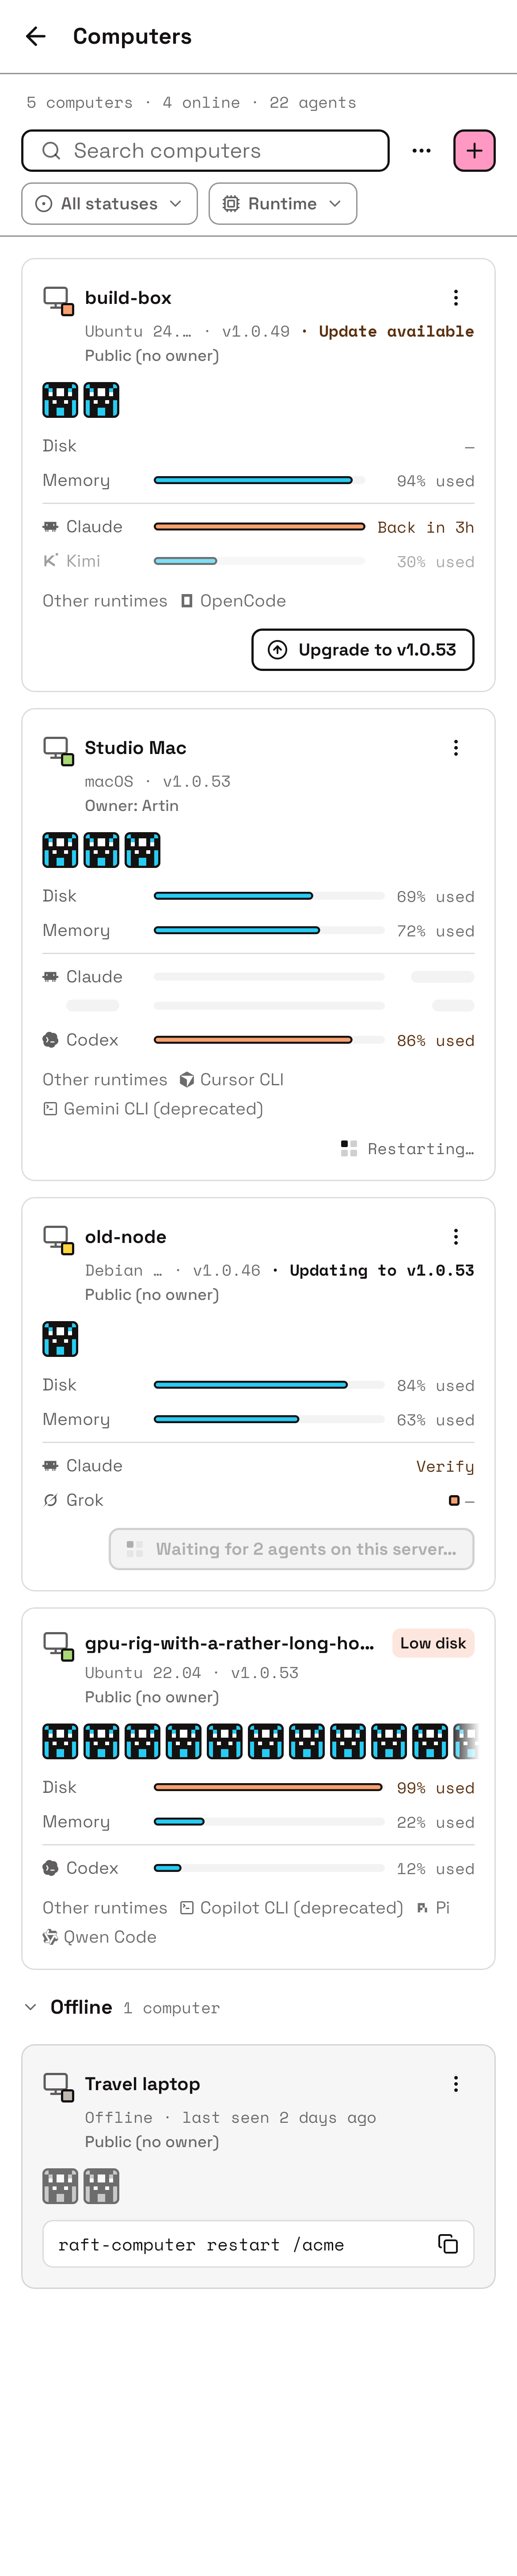 Computers
5 computers · 4 online · 22 agents
Search computers
All statuses
Runtime
build-box
Ubuntu 24.… · v1.0.49 · Update available
Public (no owner)
Disk –
Memory 94% used
Claude Back in 3h
Kimi 30% used
Other runtimes OpenCode
Upgrade to v1.0.53
Studio Mac
macOS · v1.0.53
Owner: Artin
Disk 69% used
Memory 72% used
Claude
Codex 86% used
Other runtimes Cursor CLI
Gemini CLI (deprecated)
Restarting…
old-node
Debian … · v1.0.46 · Updating to v1.0.53
Public (no owner)
Disk 84% used
Memory 63% used
Claude Verify
Grok –
Waiting for 2 agents on this server…
gpu-rig-with-a-rather-long-ho… Low disk
Ubuntu 22.04 · v1.0.53
Public (no owner)
Disk 99% used
Memory 22% used
Codex 12% used
Other runtimes Copilot CLI (deprecated) Pi
Qwen Code
Offline 1 computer
Travel laptop
Offline · last seen 2 days ago
Public (no owner)
raft-computer restart /acme